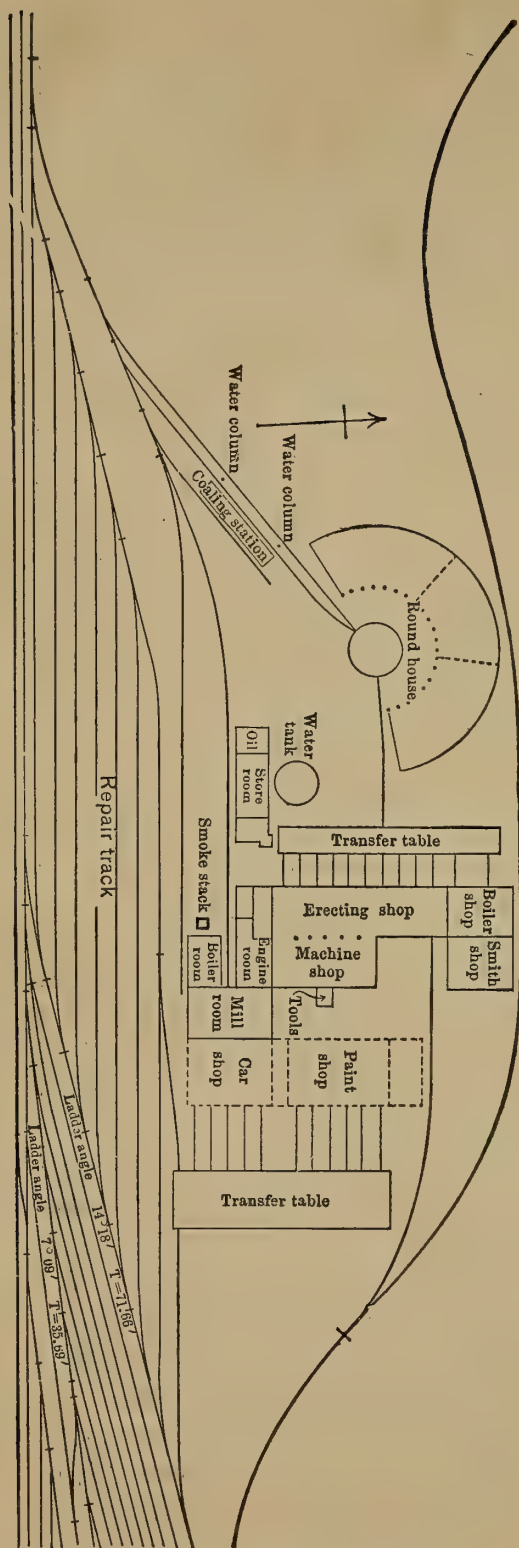 Water column
Water column
Coaling station
Round house
Water
tank
Oil
Store
room
Smoke stack
Transfer table
Erecting shop
Boiler
shop
Smith
shop
Machine
shop
Engine
room
Boiler
room
Tools
Mill
room
Car
shop
Paint
shop
Transfer table
Repair track
Ladder angle 14°18′ T=71.66′
Ladder angle 7°09′ T=35.69′